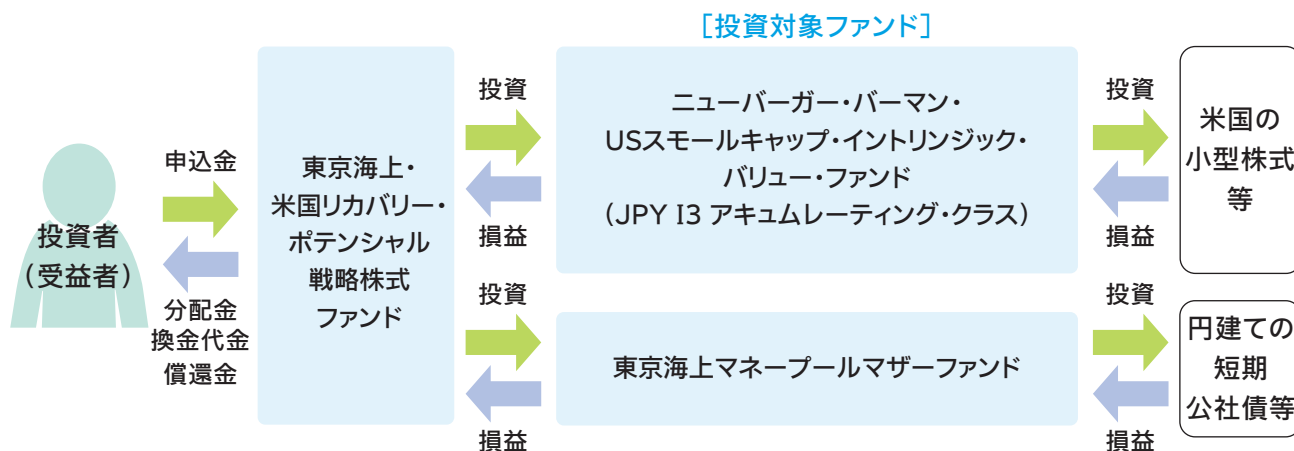 ［投資対象ファンド］
投資者
（受益者）
申込金
分配金
換金代金
償還金
東京海上・
米国リカバリー・
ポテンシャル
戦略株式
ファンド
投資
損益
投資
損益
ニューバーガー・バーマン・
USスモールキャップ・イントリンジック・
バリュー・ファンド
（JPY I3 アキュムレーティング・クラス）
東京海上マネープールマザーファンド
投資
損益
投資
損益
米国の
小型株式
等
円建ての
短期
公社債等